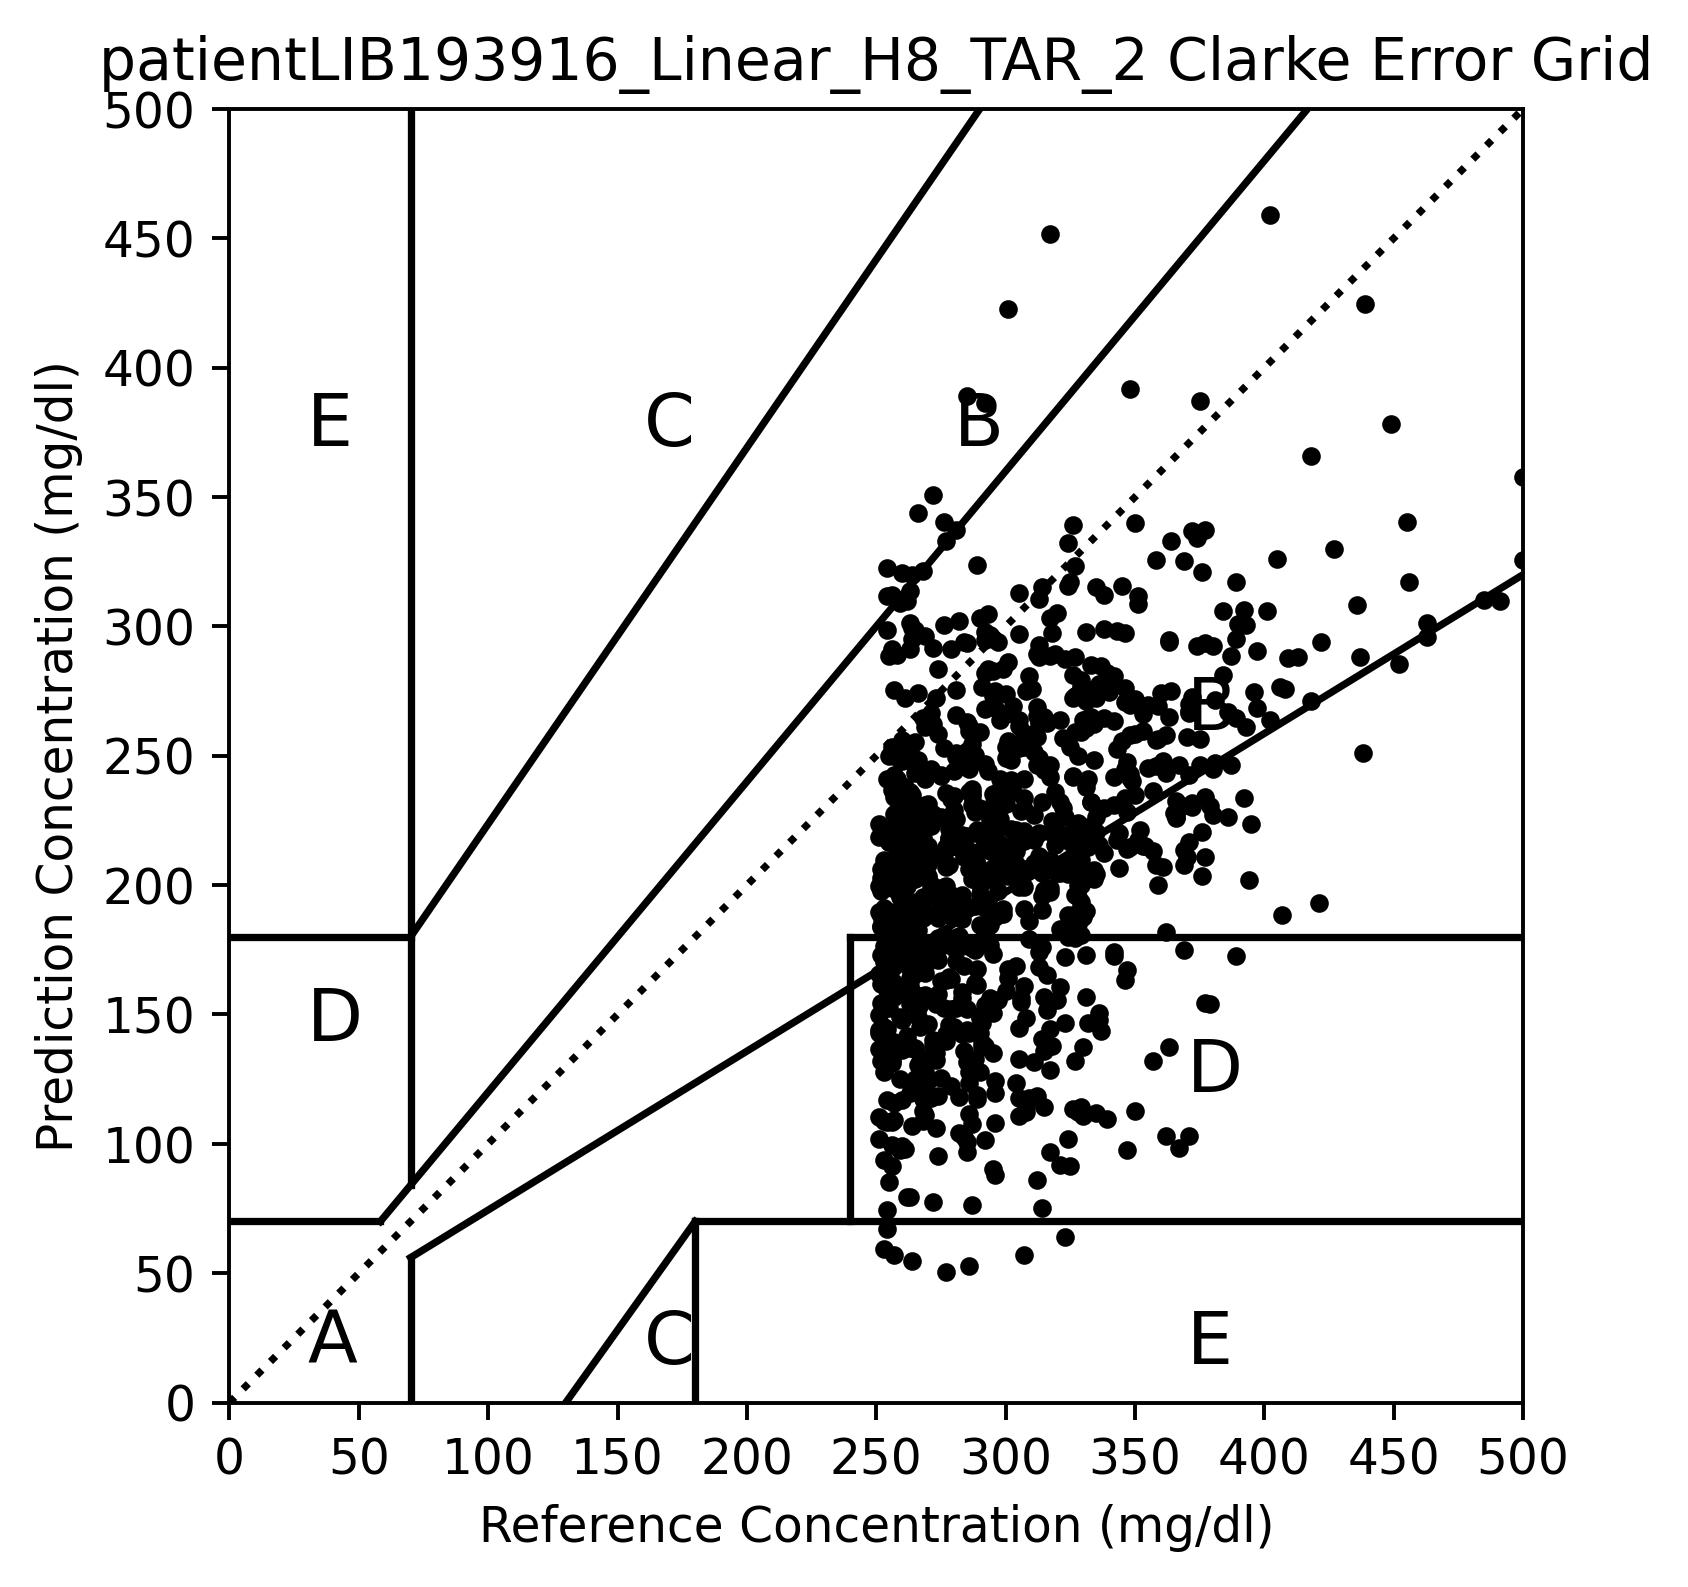 patientLIB193916_Linear_H8_TAR_2 Clarke Error Grid
Prediction Concentration (mg/dl)
500
450
400
350
300
250
200
150
100
50
0
E
C
B
B
D
D
A
C
E
0 50 100 150 200 250 300 350 400 450 500
Reference Concentration (mg/dl)